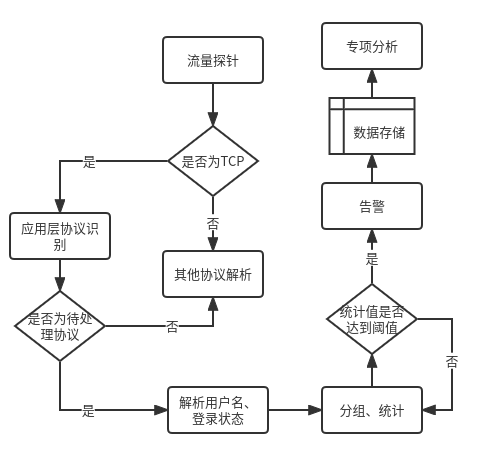 流量探针
是否为TCP
是
否
应用层协议识
别
其他协议解析
是否为待处
理协议
否
是
解析用户名、
登录状态
分组、统计
统计值是否
达到阈值
否
是
告警
数据存储
专项分析